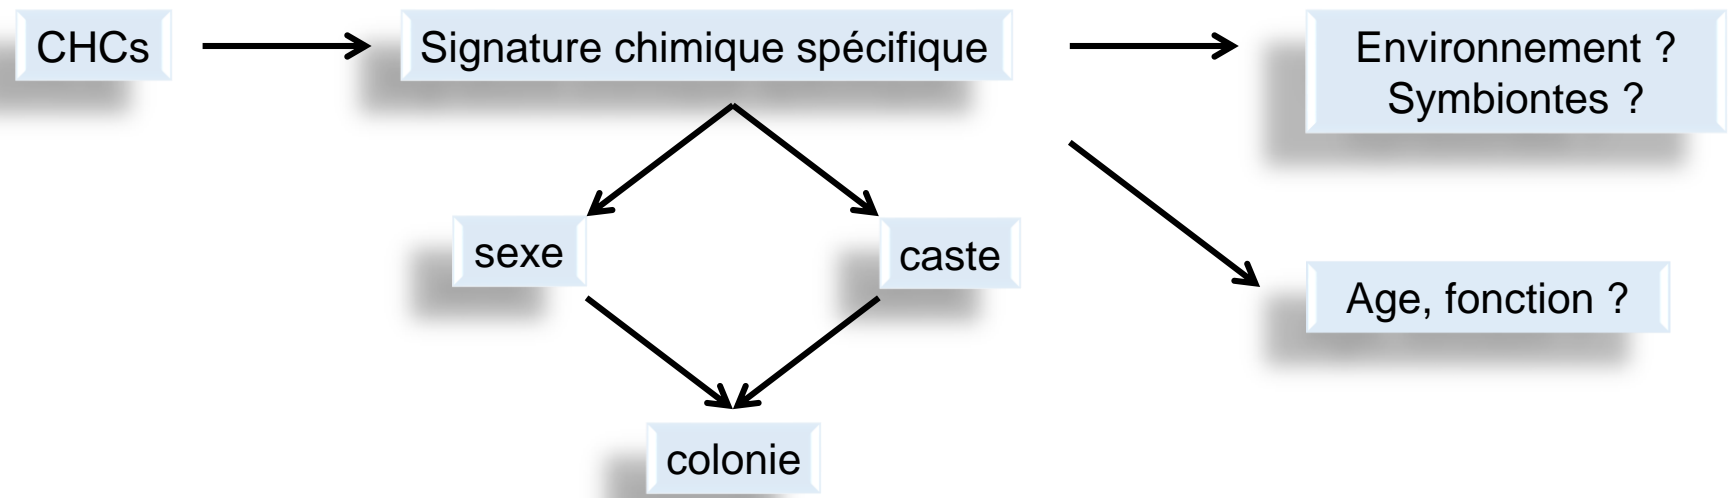 CHCs
Signature chimique spécifique
Environnement ?
Symbiontes ?
sexe
caste
Age, fonction ?
colonie